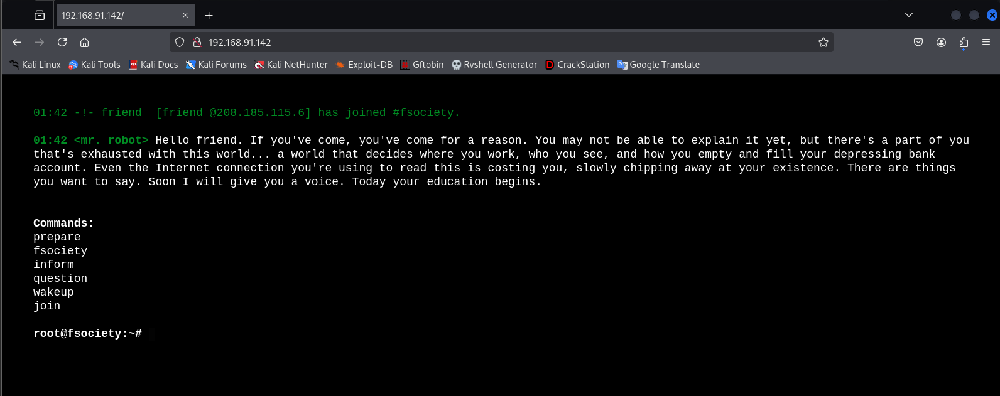 192.168.91.142/
192.168.91.142
Kali Linux Kali Tools Kali Docs Kali Forums Kali NetHunter Exploit-DB Gftobin Rvshell Generator CrackStation Google Translate
01:42 -!- friend_ [friend_@208.185.115.6] has joined #fsociety.
01:42 <mr. robot> Hello friend. If you've come, you've come for a reason. You may not be able to explain it yet, but there's a part of you
that's exhausted with this world... a world that decides where you work, who you see, and how you empty and fill your depressing bank
account. Even the Internet connection you're using to read this is costing you, slowly chipping away at your existence. There are things
you want to say. Soon I will give you a voice. Today your education begins.
Commands:
prepare
fsociety
inform
question
wakeup
join
root@fsociety:~#